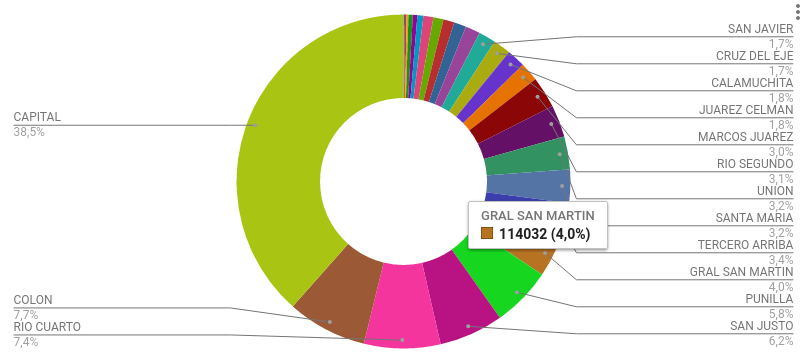 SAN JAVIER
1,7%
CRUZ DEL EJE
1,7%
CALAMUCHITA
1,8%
JUAREZ CELMAN
1,8%
MARCOS JUAREZ
3,0%
RIO SEGUNDO
3,1%
UNION
3,2%
SANTA MARIA
3,2%
TERCERO ARRIBA
3,4%
GRAL SAN MARTIN
4,0%
PUNILLA
5,8%
SAN JUSTO
6,2%
GRAL SAN MARTIN
114032 (4,0%)
CAPITAL
38,5%
COLON
7,7%
RIO CUARTO
7,4%